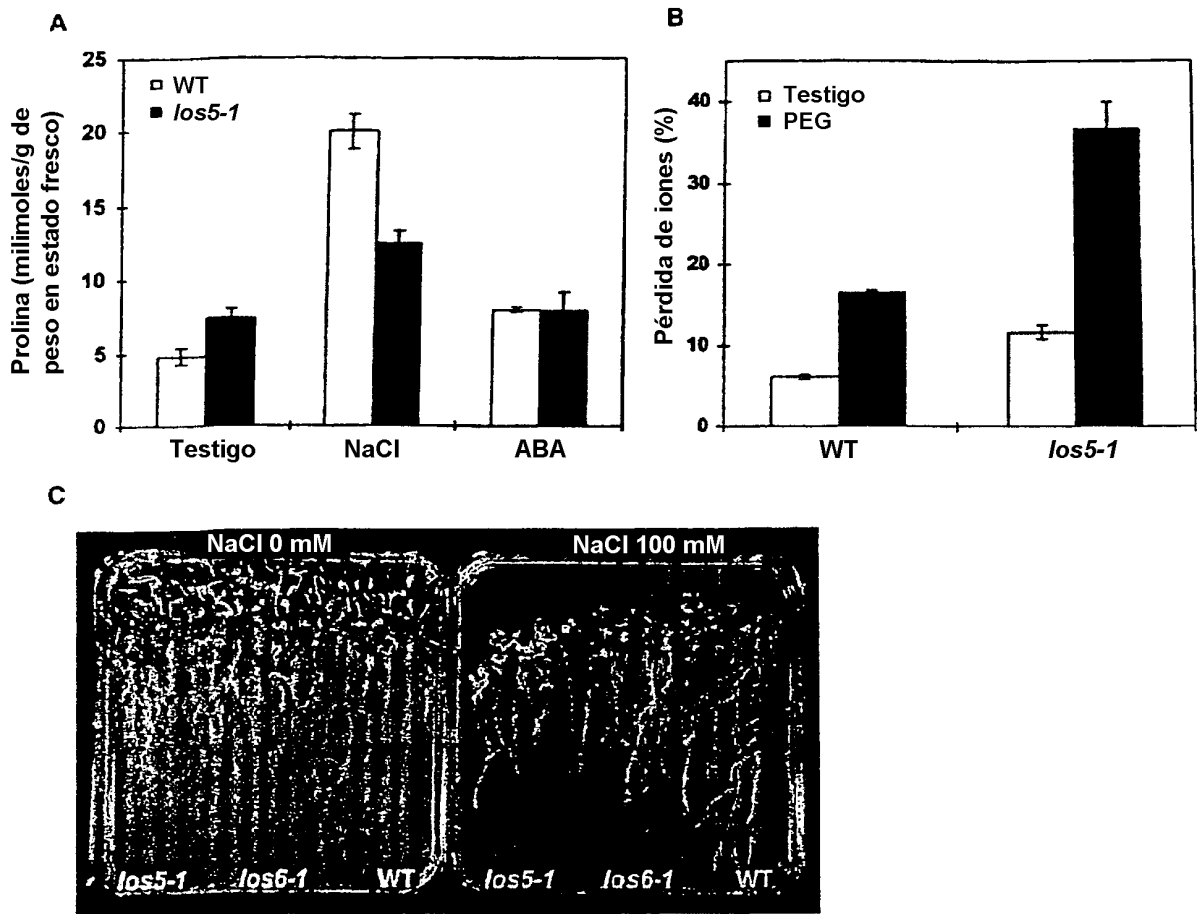 A
Prolina (milimoles/g de
peso en estado fresco
25
20
15
10
5
0
WT
los5-1
Testigo
NaCl
ABA
B
Pérdida de iones (%)
40
30
20
10
0
Testigo
PEG
WT
los5-1
C
NaCl 0 mM
NaCl 100 mM
los5-1
los6-1
WT
los5-1
los6-1
WT